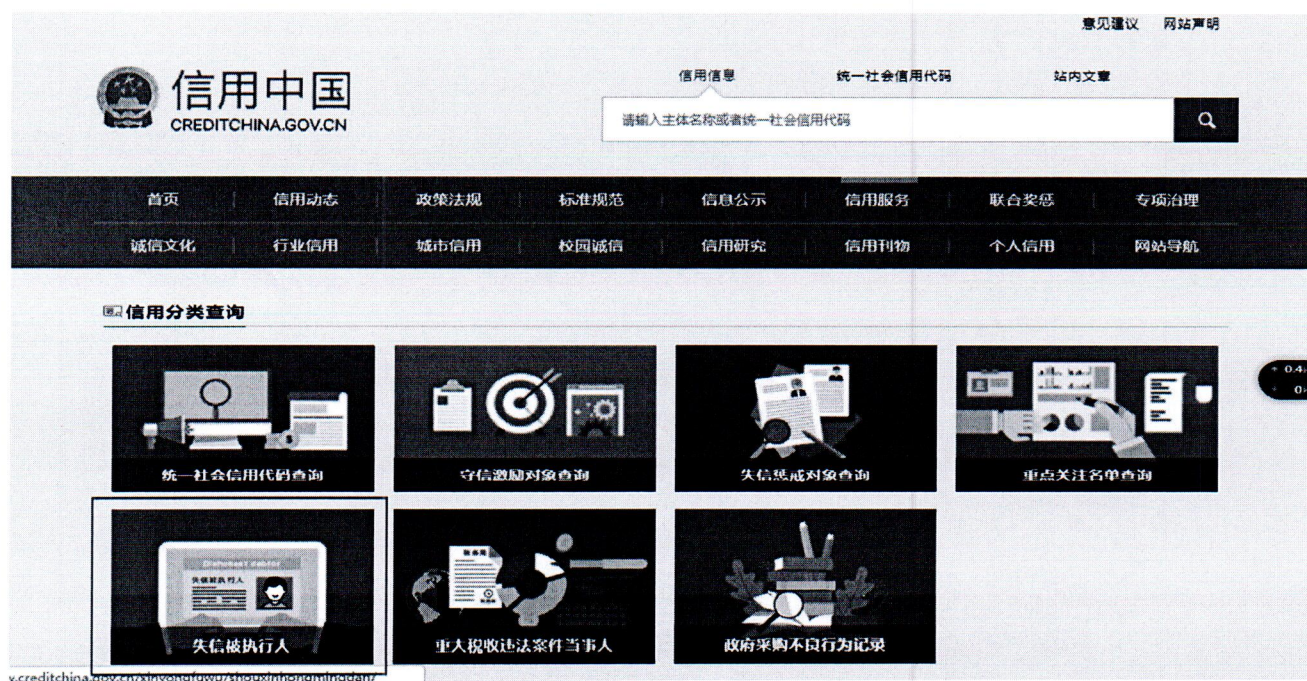 意见建议 网站声明
信用中国
CREDITCHINA.GOV.CN
信用信息 统一社会信用代码 站内文章
请输入主体名称或者统一社会信用代码
首页 信用动态 政策法规 标准规范 信息公示 信用服务 联合奖惩 专项治理
诚信文化 行业信用 城市信用 校园诚信 信用研究 信用刊物 个人信用 网站导航
信用分类查询
统一社会信用代码查询 守信激励对象查询 失信惩戒对象查询 重点关注名单查询
Dishonest debtor
失信被执行人
税务局
失信被执行人 重大税收违法案件当事人 政府采购不良行为记录
.creditchina.gov.cn/xinyongfuwu/shouxinhongmingdan/